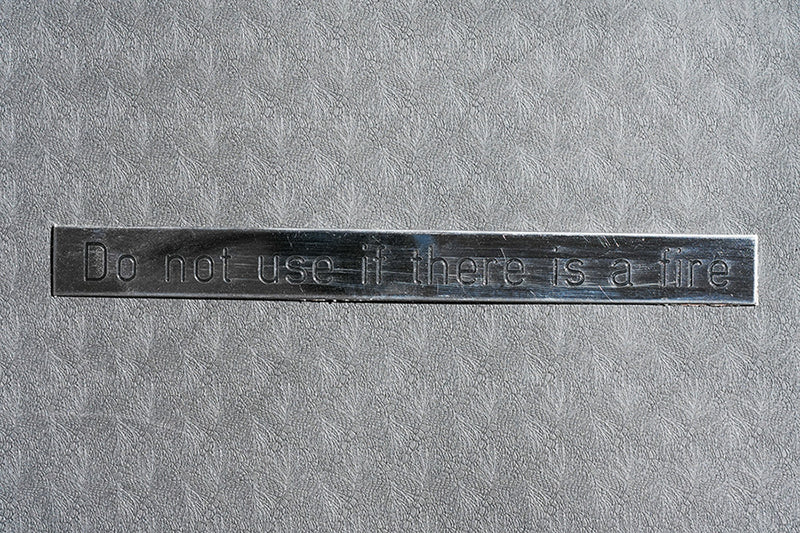 Do not use if there is a fire